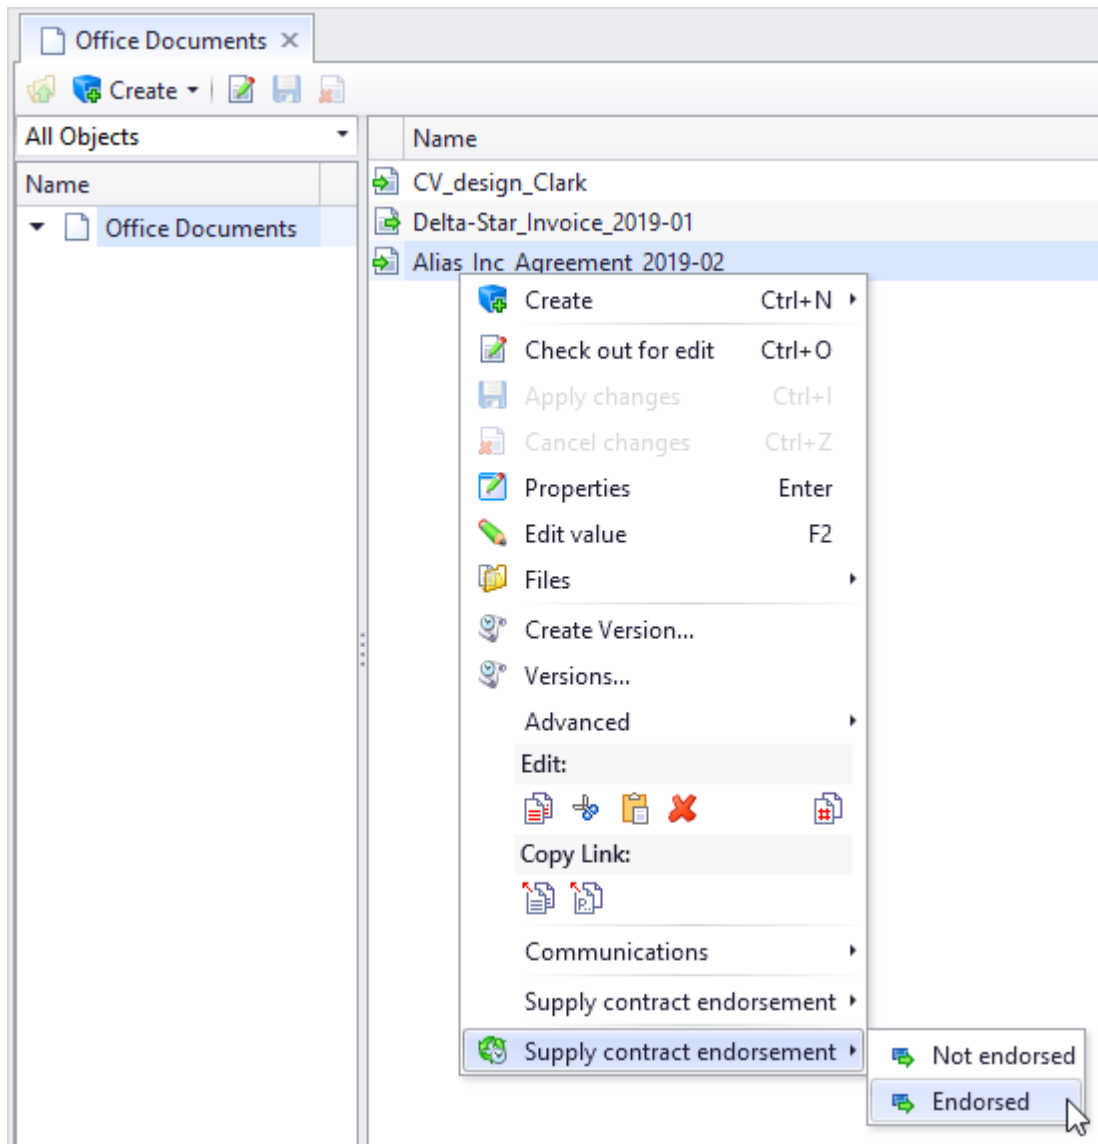 Office Documents
Create
All Objects
Name
Name
Office Documents
CV_design_Clark
Delta-Star_Invoice_2019-01
Alias_Inc_Agreement_2019-02
Create Ctrl+N
Check out for edit Ctrl+O
Apply changes Ctrl+I
Cancel changes Ctrl+Z
Properties Enter
Edit value F2
Files
Create Version...
Versions...
Advanced
Edit:
Copy Link:
Communications
Supply contract endorsement
Supply contract endorsement
Not endorsed
Endorsed